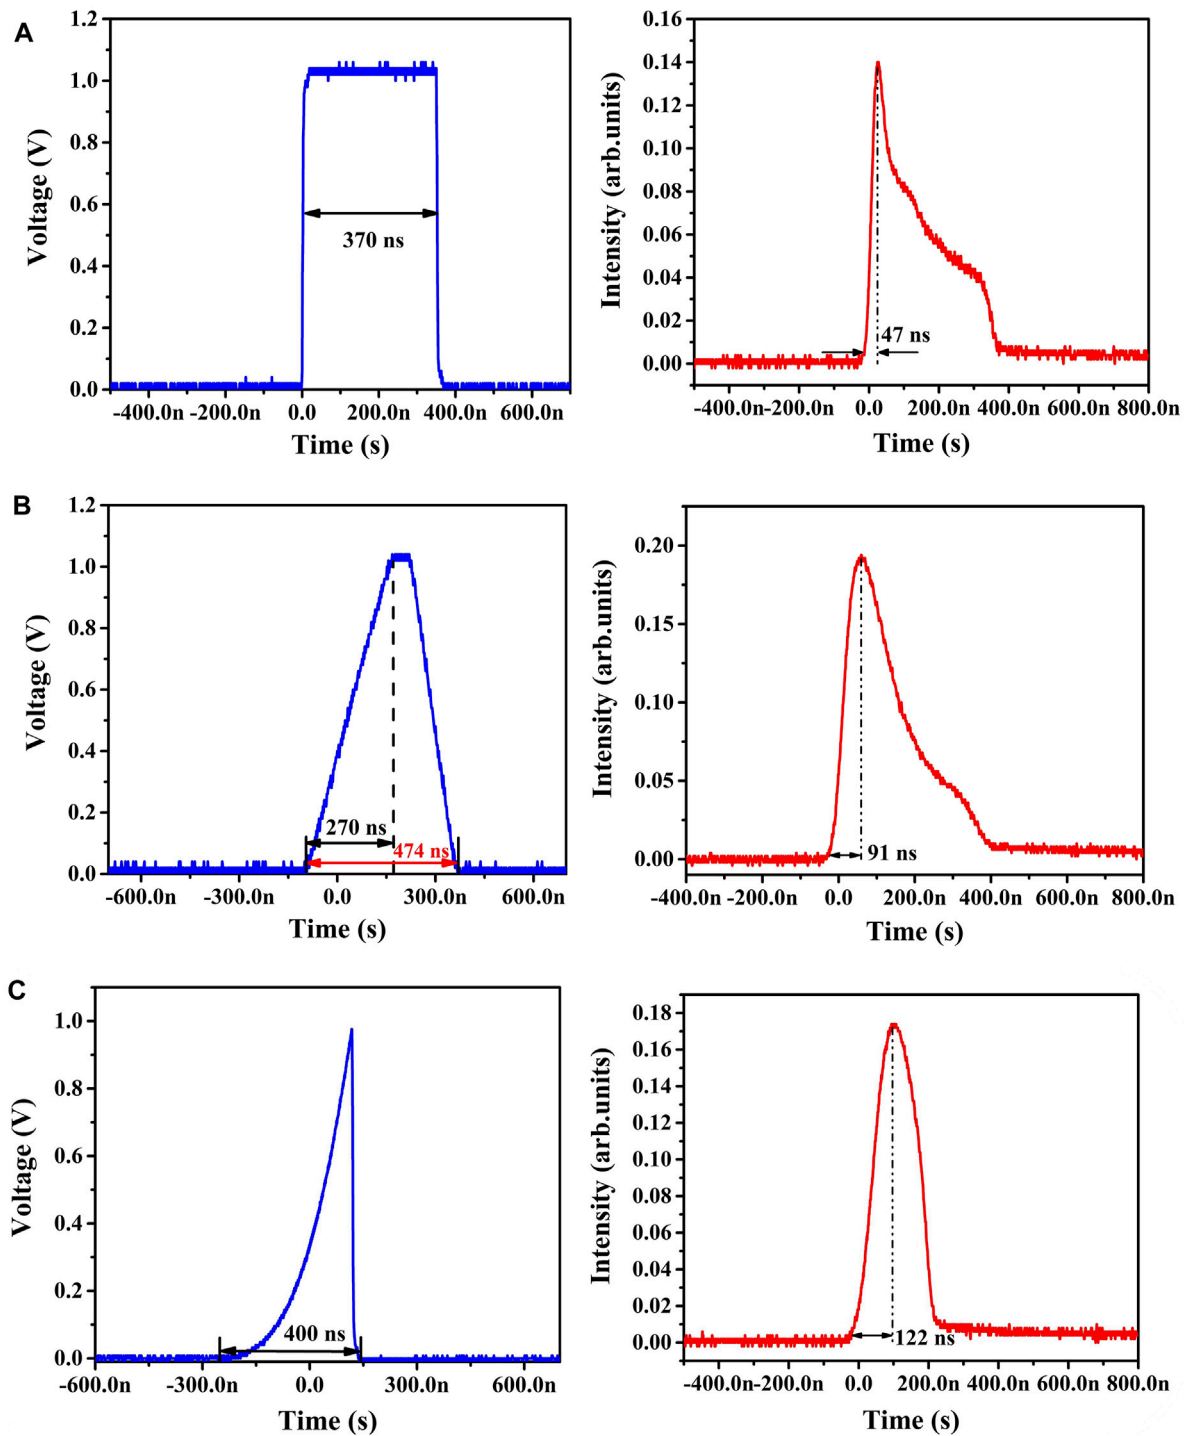 A
Voltage (V)
1.2
1.0
0.8
0.6
0.4
0.2
0.0
370 ns
-400.0n -200.0n 0.0 200.0n 400.0n 600.0n
Time (s)
Intensity (arb.units)
0.16
0.14
0.12
0.10
0.08
0.06
0.04
0.02
0.00
47 ns
-400.0n -200.0n 0.0 200.0n 400.0n 600.0n 800.0n
Time (s)
B
Voltage (V)
1.2
1.0
0.8
0.6
0.4
0.2
0.0
270 ns
474 ns
-600.0n -300.0n 0.0 300.0n 600.0n
Time (s)
Intensity (arb.units)
0.20
0.15
0.10
0.05
0.00
91 ns
-400.0n -200.0n 0.0 200.0n 400.0n 600.0n 800.0n
Time (s)
C
Voltage (V)
1.0
0.8
0.6
0.4
0.2
0.0
400 ns
-600.0n -300.0n 0.0 300.0n 600.0n
Time (s)
Intensity (arb.units)
0.18
0.16
0.14
0.12
0.10
0.08
0.06
0.04
0.02
0.00
122 ns
-400.0n -200.0n 0.0 200.0n 400.0n 600.0n 800.0n
Time (s)